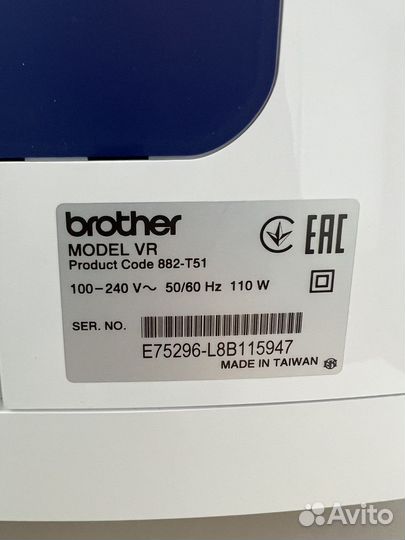 brother
MODEL VR
Product Code 882-T51
100-240 V~ 50/60 Hz 110 W
EAC
SER. NO.
E75296-L8B115947
MADE IN TAIWAN
Avito